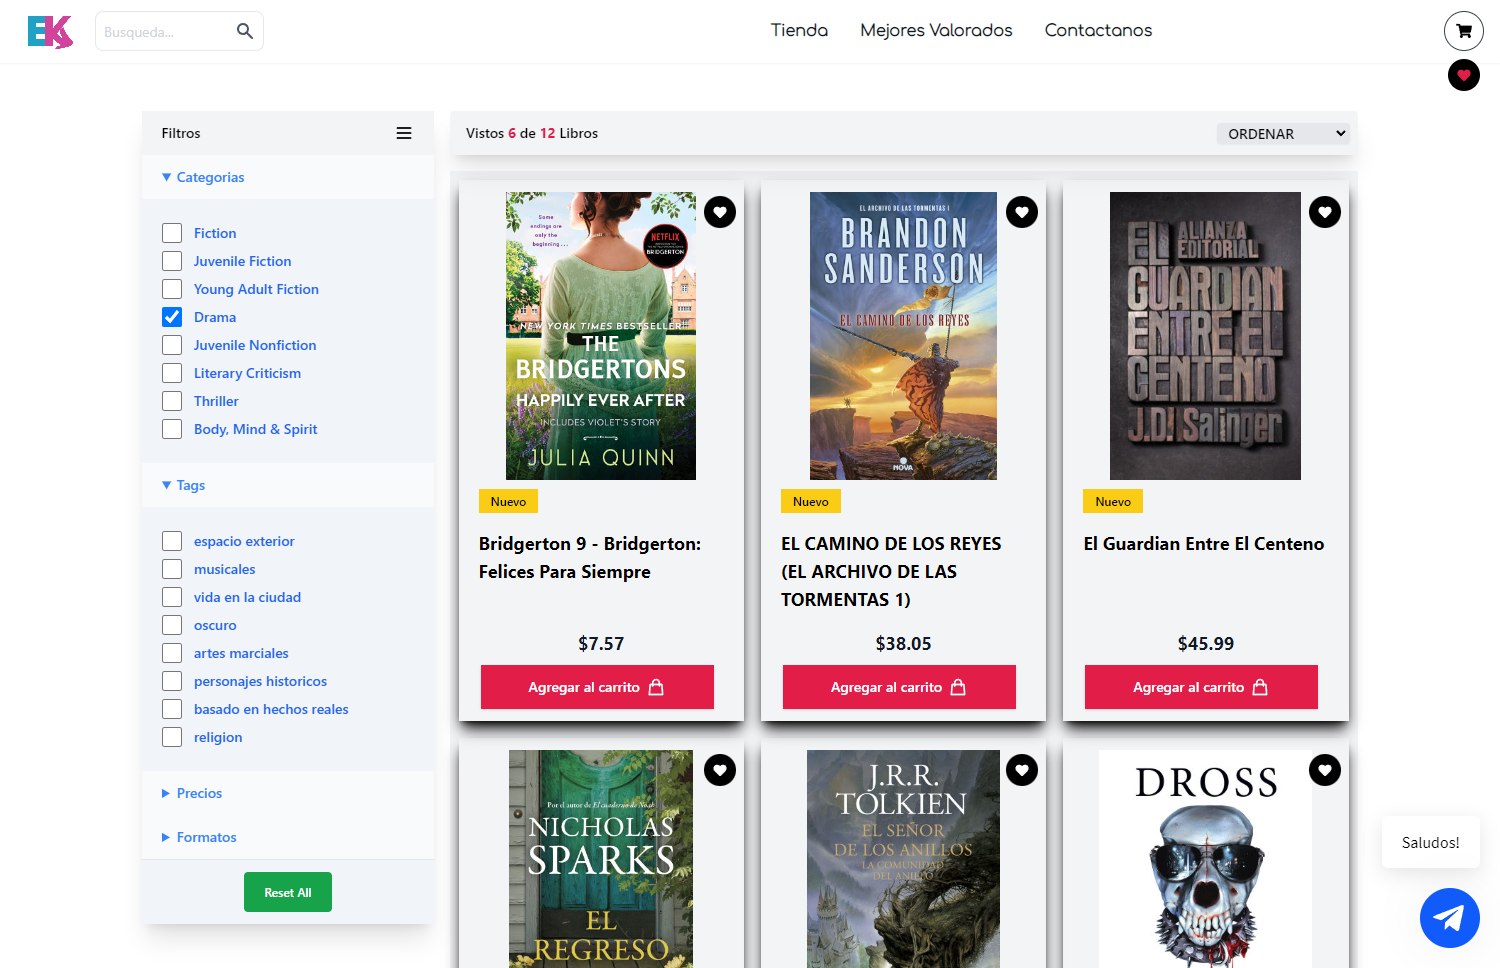 EKS
Busqueda...
Tienda
Mejores Valorados
Contactanos
Filtros
Categorias
Fiction
Juvenile Fiction
Young Adult Fiction
Drama
Juvenile Nonfiction
Literary Criticism
Thriller
Body, Mind & Spirit
Tags
espacio exterior
musicales
vida en la ciudad
oscuro
artes marciales
personajes historicos
basado en hechos reales
religion
Precios
Formatos
Reset All
Vistos 6 de 12 Libros
ORDENAR
Some
endings are
only the
beginning...
NETFLIX
BRIDGERTON
NEW YORK TIMES BESTSELLER
THE
BRIDGERTONS
HAPPILY EVER AFTER
INCLUDES VIOLET'S STORY
JULIA QUINN
Nuevo
Bridgerton 9 - Bridgerton:
Felices Para Siempre
$7.57
Agregar al carrito
EL ARCHIVO DE LAS TORMENTAS I
BRANDON
SANDERSON
EL CAMINO DE LOS REYES
NOVA
Nuevo
EL CAMINO DE LOS REYES
(EL ARCHIVO DE LAS
TORMENTAS 1)
$38.05
Agregar al carrito
ALIANZA
EDITORIAL
EL
GUARDIAN
ENTRE EL
CENTENO
J.D. Salinger
Nuevo
El Guardian Entre El Centeno
$45.99
Agregar al carrito
Por el autor de El cuaderno de Noah
NICHOLAS
SPARKS
EL
REGRESO
J.R.R.
TOLKIEN
EL SEÑOR
DE LOS ANILLOS
LA COMUNIDAD
DEL ANILLO
DROSS
Saludos!